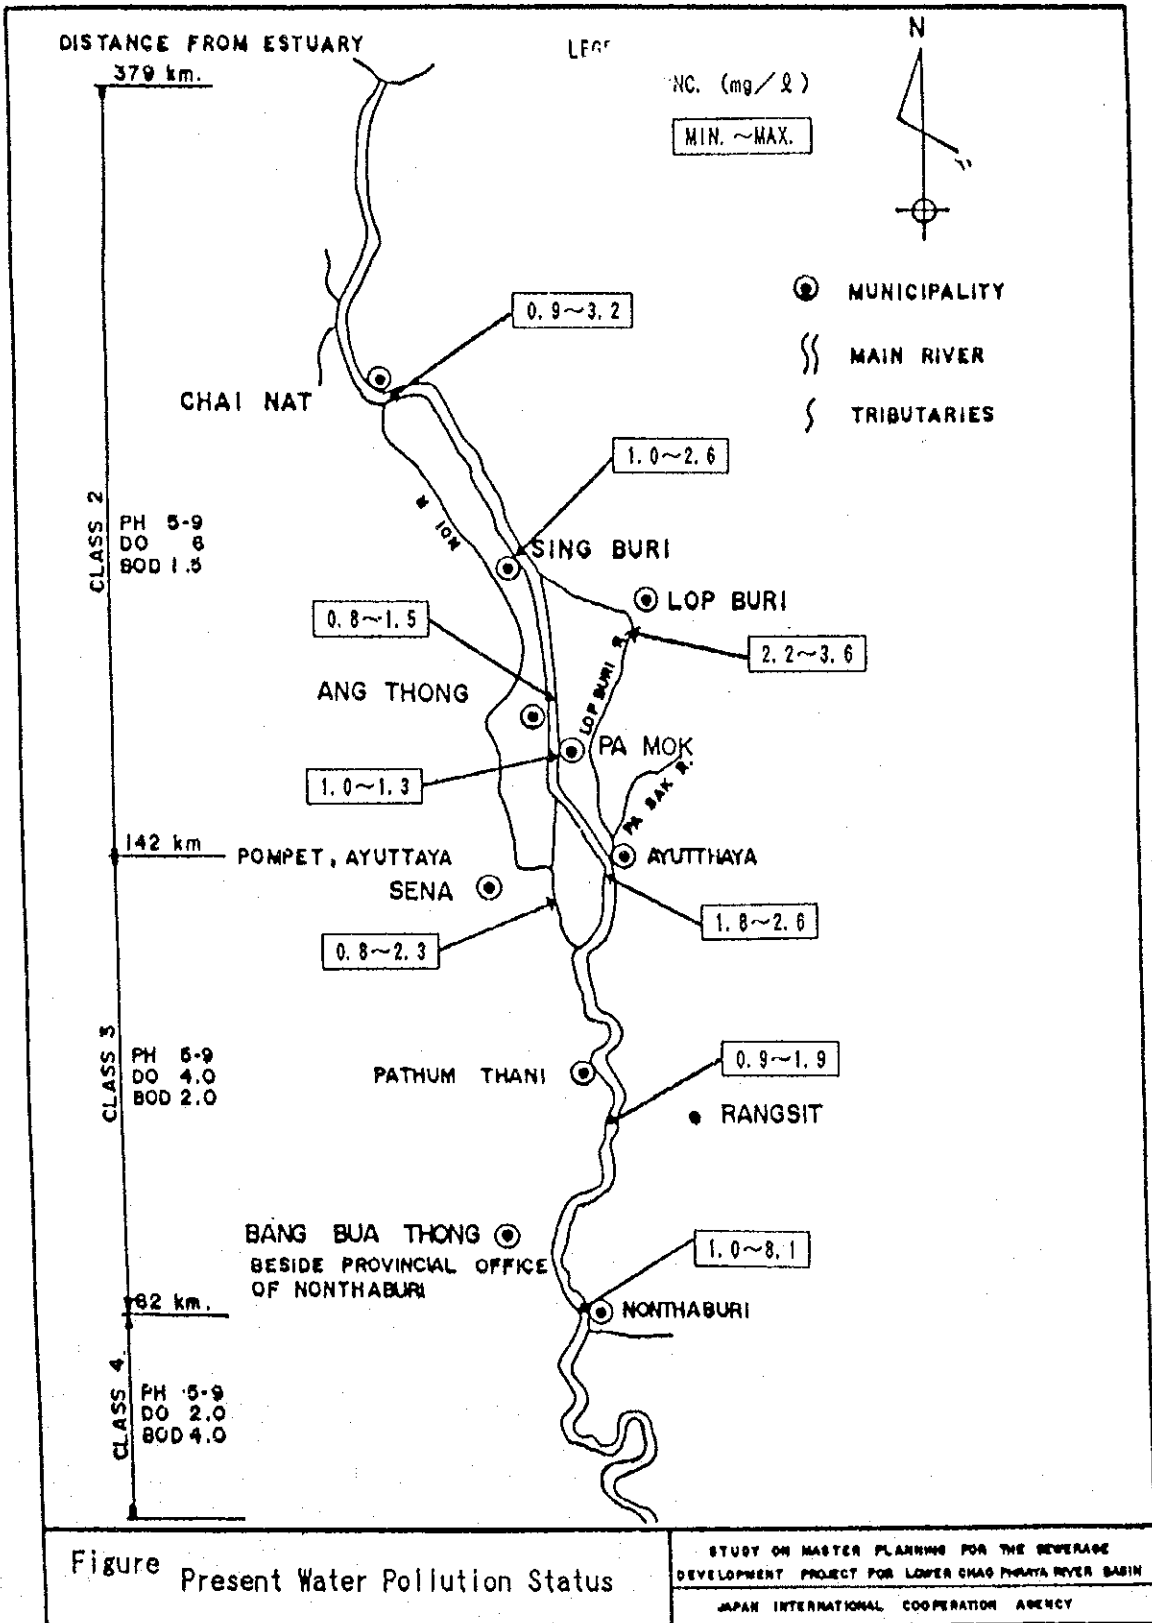 DISTANCE FROM ESTUARY
379 km.
NC. (mg/ℓ)
MIN. ~MAX.
N
MUNICIPALITY
MAIN RIVER
TRIBUTARIES
0.9~3.2
CHAI NAT
1.0~2.6
NOI R
CLASS 2
PH 5-9
DO 6
BOD 1.5
SING BURI
LOP BURI
0.8~1.5
2.2~3.6
LOP BURI R.
ANG THONG
PA MOK
1.0~1.3
PA SAK R.
142 km
POMPET, AYUTTAYA
AYUTTHAYA
SENA
1.8~2.6
0.8~2.3
CLASS 3
PH 5-9
DO 4.0
BOD 2.0
0.9~1.9
PATHUM THANI
RANGSIT
BANG BUA THONG
1.0~8.1
BESIDE PROVINCIAL OFFICE
OF NONTHABURI
62 km.
NONTHABURI
CLASS 4
PH 5-9
DO 2.0
BOD 4.0
Figure
Present Water Pollution Status
STUDY ON MASTER PLANNING FOR THE SEWERAGE
DEVELOPMENT PROJECT FOR LOWER CHAO PHRAYA RIVER BASIN
JAPAN INTERNATIONAL COOPERATION AGENCY